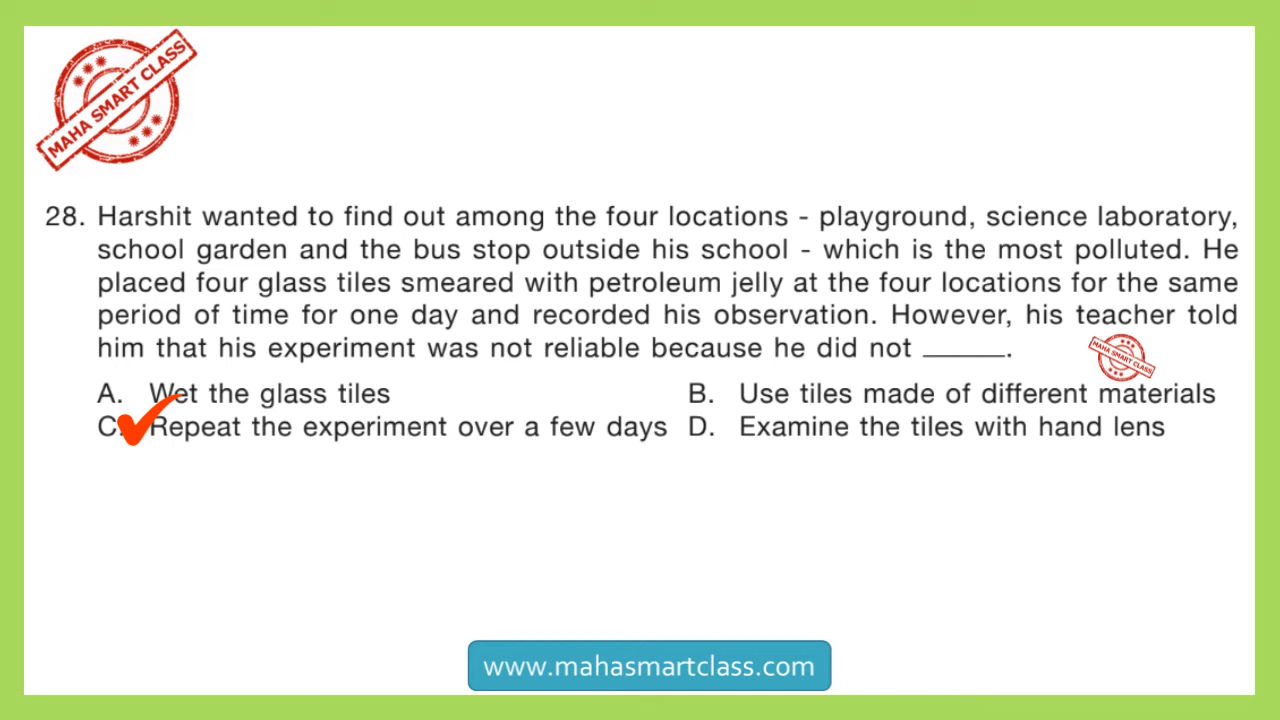 MAHA SMART CLASS
28. Harshit wanted to find out among the four locations - playground, science laboratory,
school garden and the bus stop outside his school - which is the most polluted. He
placed four glass tiles smeared with petroleum jelly at the four locations for the same
period of time for one day and recorded his observation. However, his teacher told
him that his experiment was not reliable because he did not _____.
MAHA SMART CLASS
A. Wet the glass tiles B. Use tiles made of different materials
C. Repeat the experiment over a few days D. Examine the tiles with hand lens
www.mahasmartclass.com